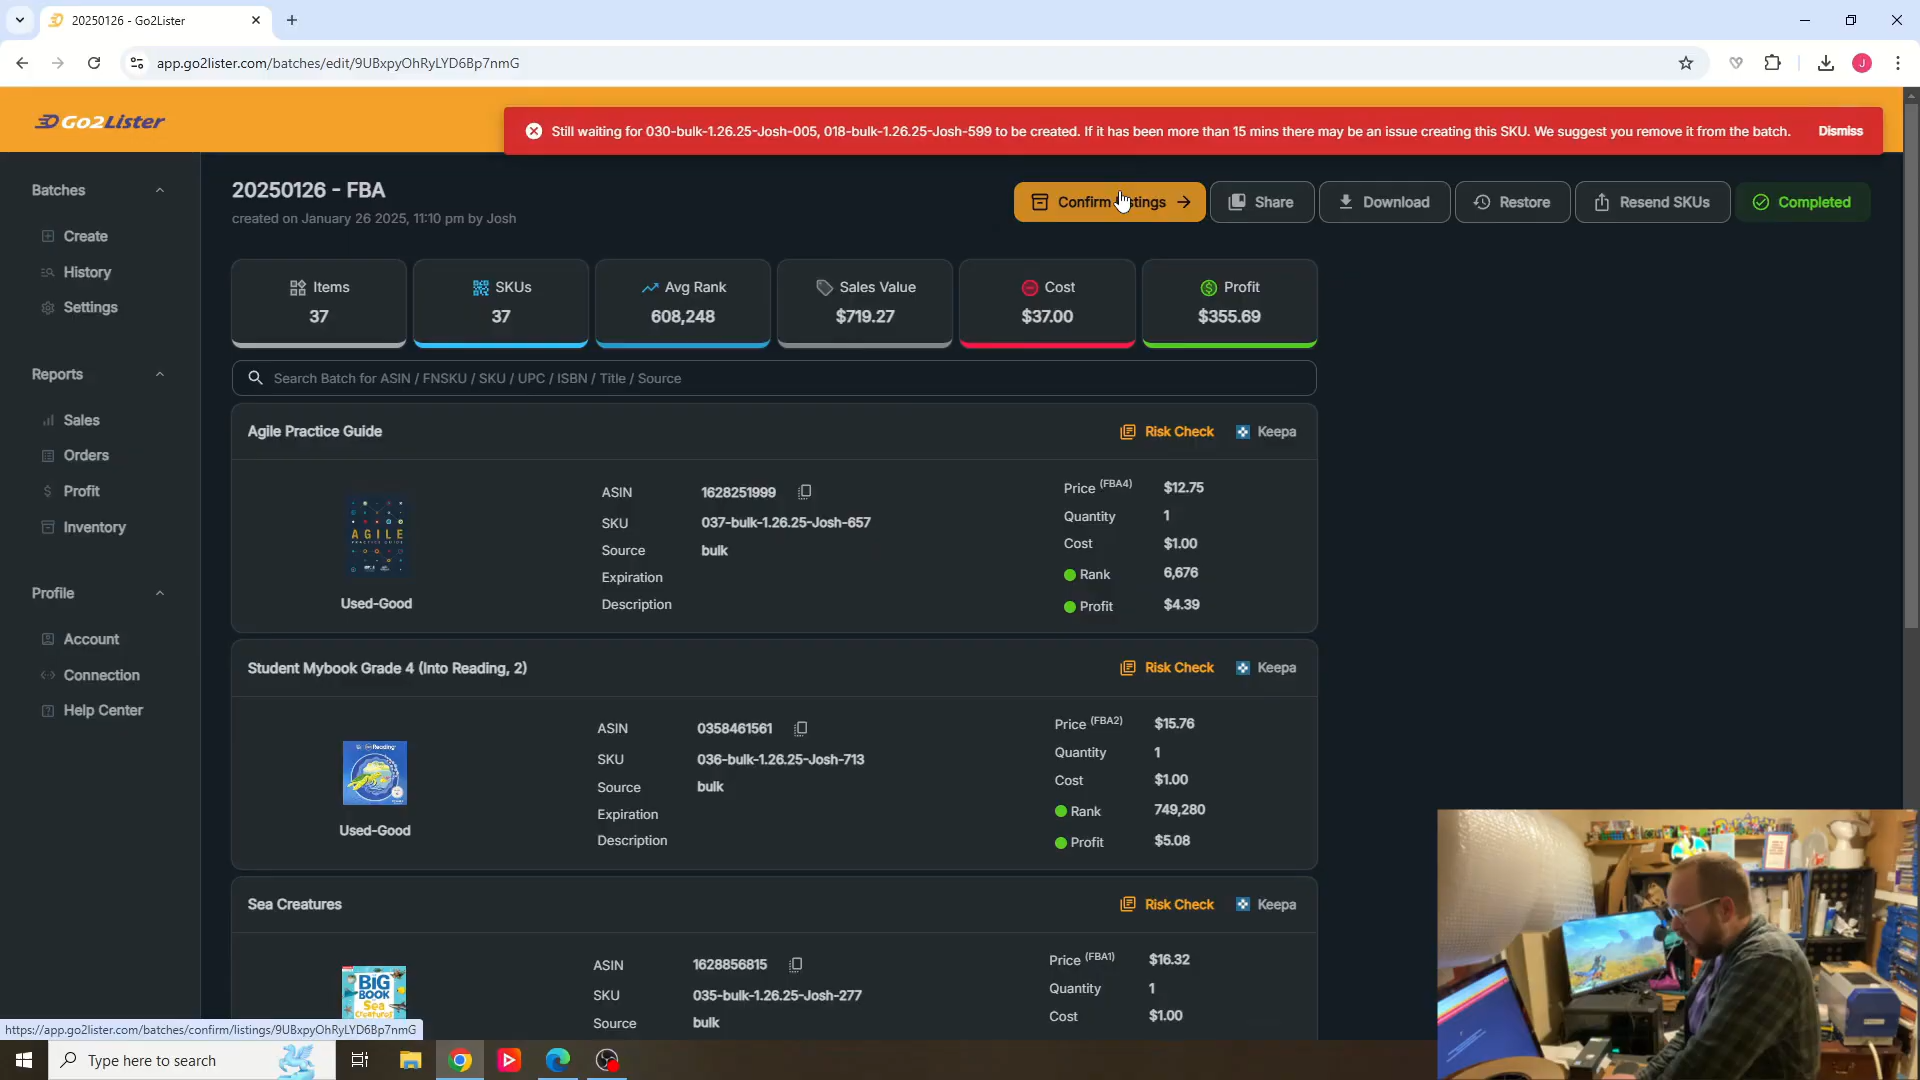 20250126 - Go2Lister
app.go2lister.com/batches/edit/9UBxpyOhRyLYD6Bp7nmG
J
Go2Lister
Still waiting for 030-bulk-1.26.25-Josh-005, 018-bulk-1.26.25-Josh-599 to be created. If it has been more than 15 mins there may be an issue creating this SKU. We suggest you remove it from the batch.
Dismiss
Batches
Create
History
Settings
Reports
Sales
Orders
Profit
Inventory
Profile
Account
Connection
Help Center
20250126 - FBA
created on January 26 2025, 11:10 pm by Josh
Confirm
Share
Download
Restore
Resend SKUs
Completed
Items
37
SKUs
37
Avg Rank
608,248
Sales Value
$719.27
Cost
$37.00
Profit
$355.69
Search Batch for ASIN / FNSKU / SKU / UPC / ISBN / Title / Source
Agile Practice Guide
Risk Check
Keepa
AGILE
Used-Good
ASIN 1628251999
SKU 037-bulk-1.26.25-Josh-657
Source bulk
Expiration
Description
Price (FBA4) $12.75
Quantity 1
Cost $1.00
Rank 6,676
Profit $4.39
Student Mybook Grade 4 (Into Reading, 2)
Risk Check
Keepa
Used-Good
ASIN 0358461561
SKU 036-bulk-1.26.25-Josh-713
Source bulk
Expiration
Description
Price (FBA2) $15.76
Quantity 1
Cost $1.00
Rank 749,280
Profit $5.08
Sea Creatures
Risk Check
Keepa
BIG
BOOK
Sea
Creatures
ASIN 1628856815
SKU 035-bulk-1.26.25-Josh-277
Source bulk
Price (FBA1) $16.32
Quantity 1
Cost $1.00
https://app.go2lister.com/batches/confirm/listings/9UBxpyOhRyLYD6Bp7nmG
Type here to search